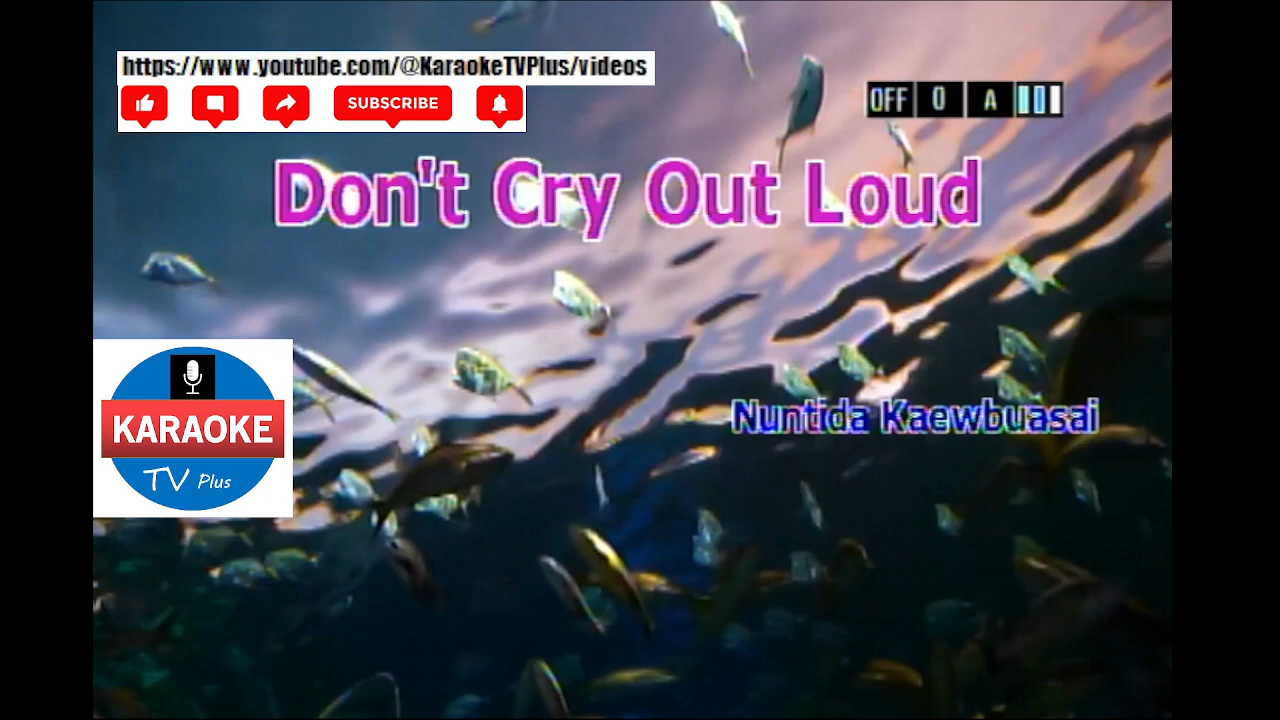 https://www.youtube.com/@KaraokeTVPlus/videos
SUBSCRIBE
OFF 0 A
Don't Cry Out Loud
Nuntida Kaewbuasai
KARAOKE
TV Plus